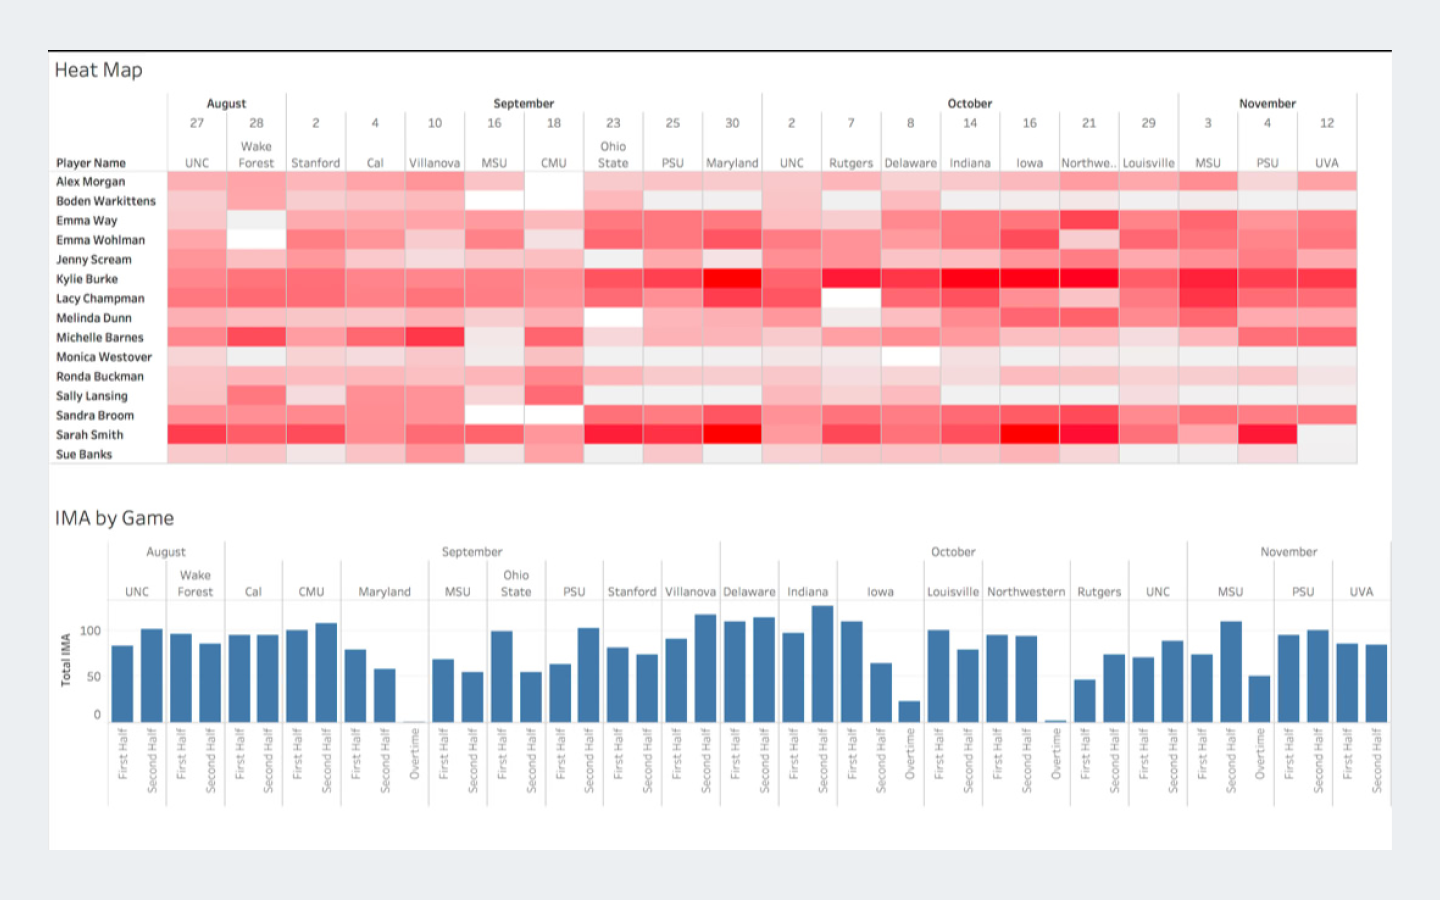 Heat Map
August September October November
27 28 2 4 10 16 18 23 25 30 2 7 8 14 16 21 29 3 4 12
Player Name UNC Wake Forest Stanford Cal Villanova MSU CMU Ohio State PSU Maryland UNC Rutgers Delaware Indiana Iowa Northwe.. Louisville MSU PSU UVA
Alex Morgan
Boden Warkittens
Emma Way
Emma Wohlman
Jenny Scream
Kylie Burke
Lacy Champman
Melinda Dunn
Michelle Barnes
Monica Westover
Ronda Buckman
Sally Lansing
Sandra Broom
Sarah Smith
Sue Banks
IMA by Game
August September October November
UNC Wake Forest Cal CMU Maryland MSU Ohio State PSU Stanford Villanova Delaware Indiana Iowa Louisville Northwestern Rutgers UNC MSU PSU UVA
Total IMA
100
50
0
First Half Second Half First Half Second Half First Half Second Half First Half Second Half First Half Second Half Overtime First Half Second Half First Half Second Half First Half Second Half First Half Second Half First Half Second Half First Half Second Half First Half Second Half First Half Second Half Overtime First Half Second Half First Half Second Half Overtime First Half Second Half First Half Second Half First Half Second Half Overtime First Half Second Half First Half Second Half